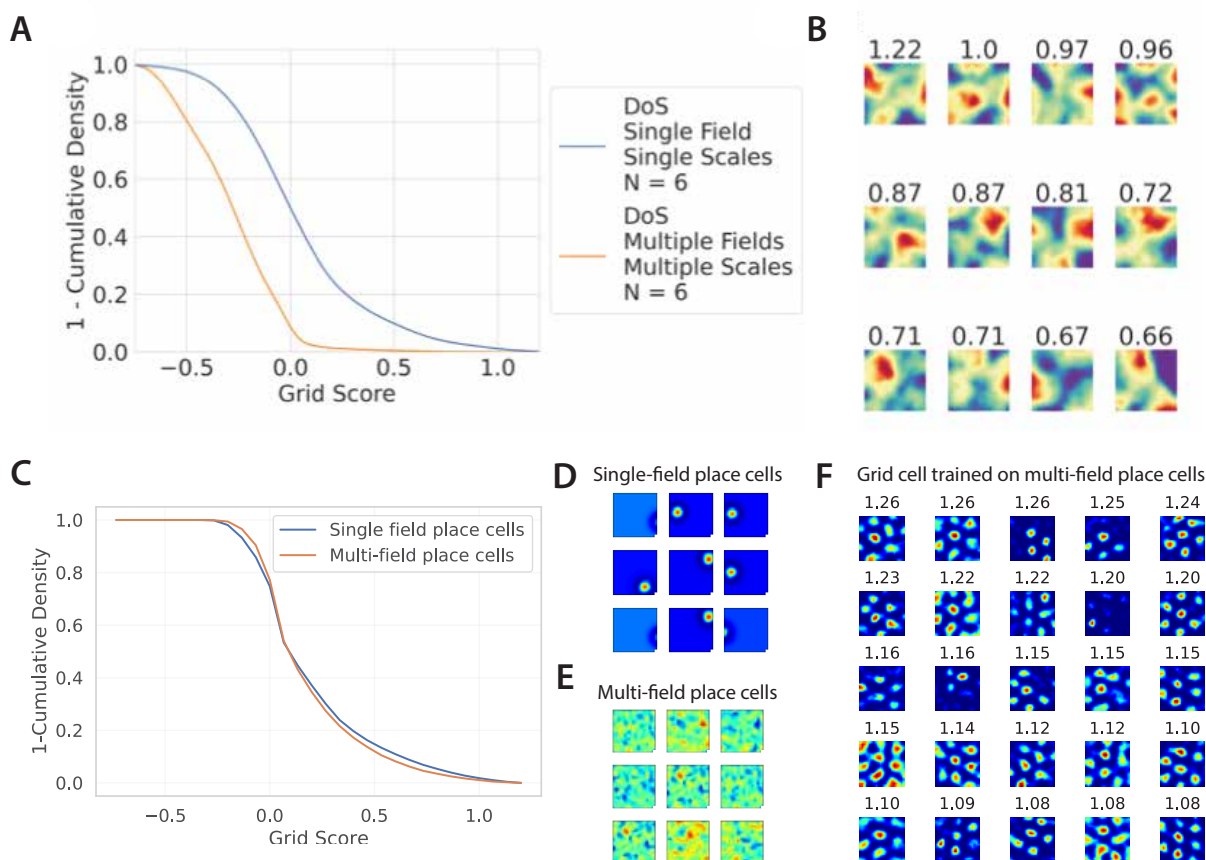 A
1 - Cumulative Density
1.0
0.8
0.6
0.4
0.2
0.0
−0.5 0.0 0.5 1.0
Grid Score
DoS
Single Field
Single Scales
N = 6
DoS
Multiple Fields
Multiple Scales
N = 6
B
1.22 1.0 0.97 0.96
0.87 0.87 0.81 0.72
0.71 0.71 0.67 0.66
C
1-Cumulative Density
1.0
0.8
0.6
0.4
0.2
0.0
−0.5 0.0 0.5 1.0
Grid Score
Single field place cells
Multi-field place cells
D
Single-field place cells
E
Multi-field place cells
F
Grid cell trained on multi-field place cells
1.26 1.26 1.26 1.25 1.24
1.23 1.22 1.22 1.20 1.20
1.16 1.16 1.15 1.15 1.15
1.15 1.14 1.12 1.12 1.10
1.10 1.09 1.08 1.08 1.08